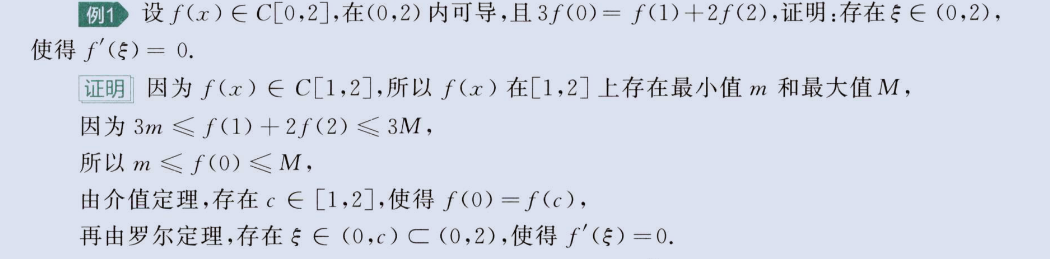 例1 设 f(x)∈C[0,2],在(0,2)内可导,且 3f(0)=f(1)+2f(2),证明:存在ξ∈(0,2),
使得 f′(ξ)=0.
证明 因为 f(x)∈C[1,2],所以 f(x)在[1,2]上存在最小值 m 和最大值 M,
因为 3m⩽f(1)+2f(2)⩽3M,
所以 m⩽f(0)⩽M,
由介值定理,存在 c∈[1,2],使得 f(0)=f(c),
再由罗尔定理,存在ξ∈(0,c)⊂(0,2),使得 f′(ξ)=0.